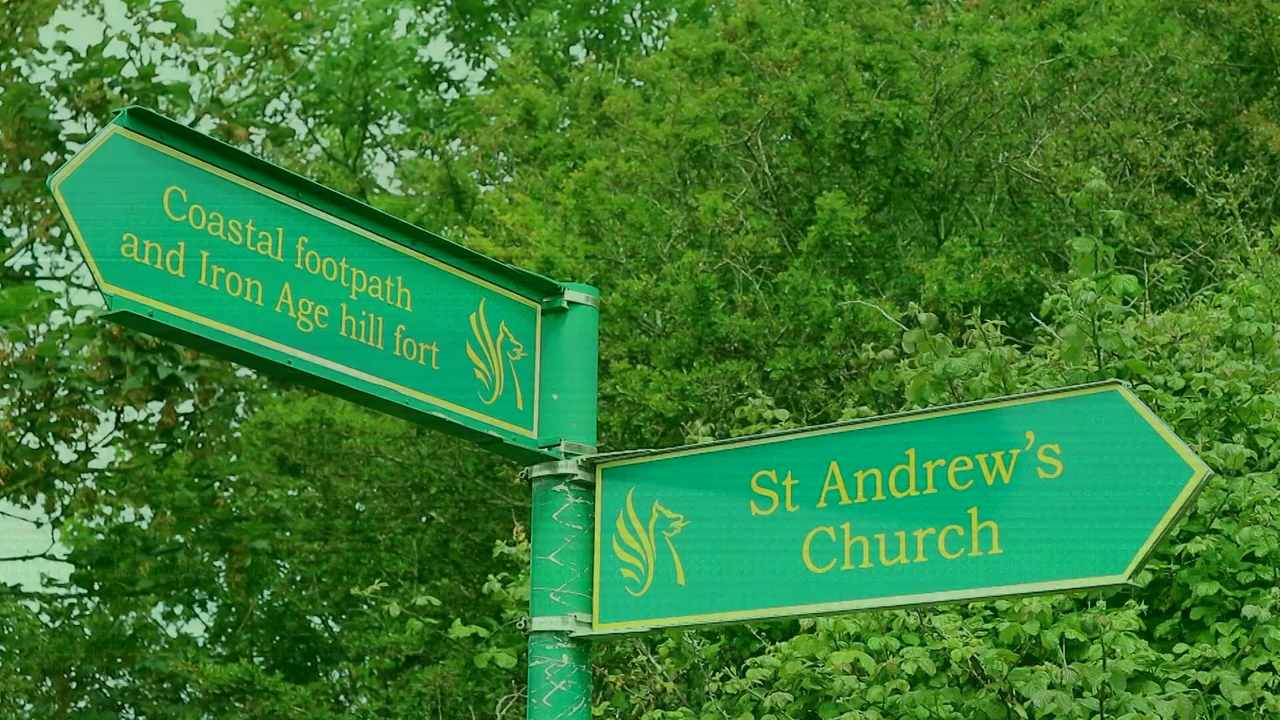 Coastal footpath
and Iron Age hill fort
St Andrew’s
Church